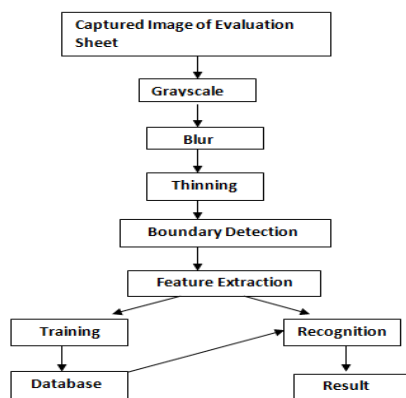 Captured Image of Evaluation
Sheet
Grayscale
Blur
Thinning
Boundary Detection
Feature Extraction
Training
Recognition
Database
Result